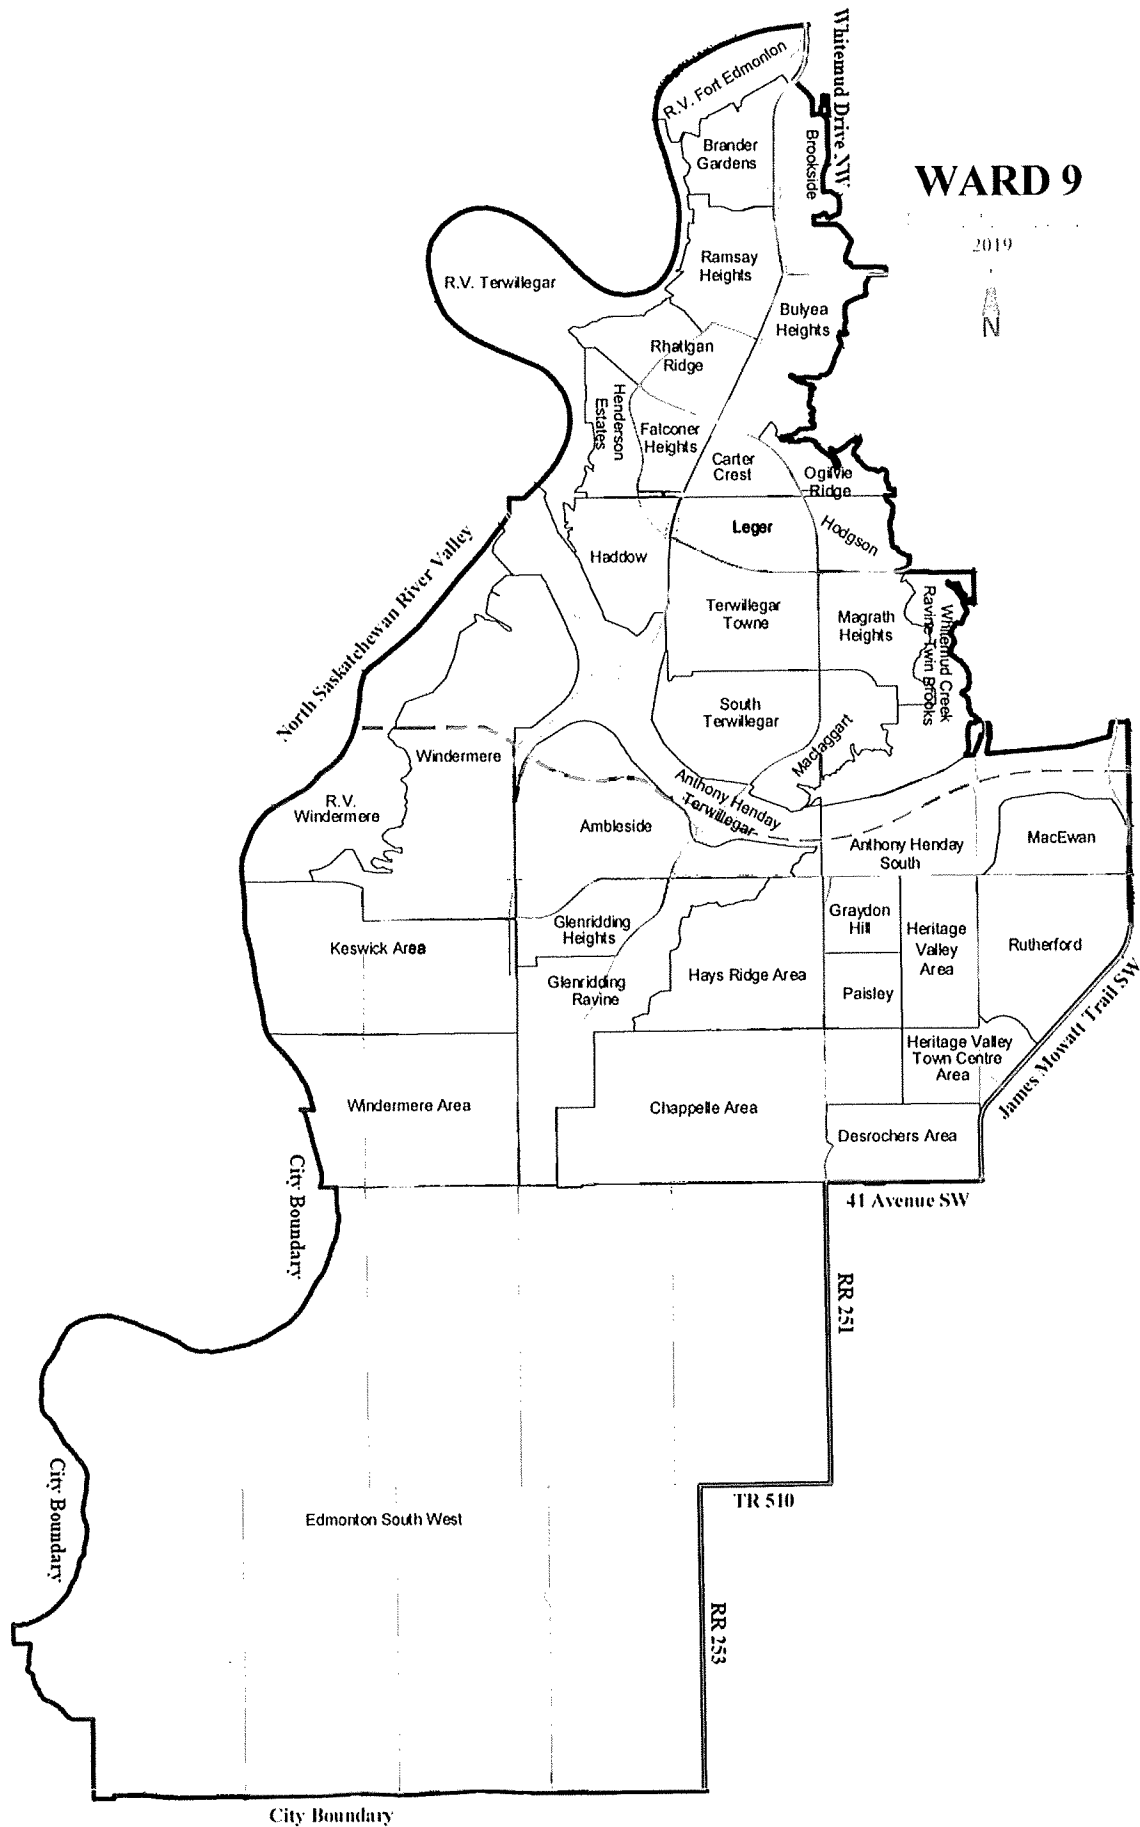 Whitemud Drive NW
R.V. Fort Edmonton
WARD 9
2019
N
Brander
Gardens
Brookside
Ramsay
Heights
R.V. Terwillegar
Bulyea
Heights
Rhatigan
Ridge
Henderson
Estates
Falconer
Heights
Carter
Crest
Ogilvie
Ridge
Leger
Hodgson
Haddow
North Saskatchewan River Valley
Terwillegar
Towne
Magrath
Heights
Whitemud Creek
Ravine Twin Brooks
South
Terwillegar
Mactaggart
Windermere
R.V.
Windermere
Anthony Henday
Terwillegar
Ambleside
Anthony Henday
South
MacEwan
Graydon
Hill
Glenridding
Heights
Heritage
Valley
Area
Rutherford
Keswick Area
Hays Ridge Area
Glenridding
Ravine
Paisley
James Mowatt Trail SW
Heritage Valley
Town Centre
Area
Windermere Area
Chappelle Area
Desrochers Area
41 Avenue SW
City Boundary
RR 251
TR 510
City Boundary
Edmonton South West
RR 253
City Boundary